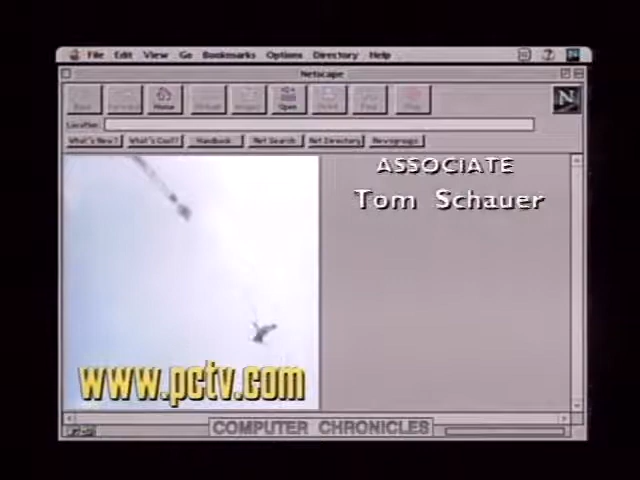 File Edit View Go Bookmarks Options Directory Help
Netscape
Home
Open
Location:
What's New? What's Cool? Handbook Net Search Net Directory Newsgroups
N
ASSOCIATE
Tom Schauer
www.pctv.com
COMPUTER CHRONICLES